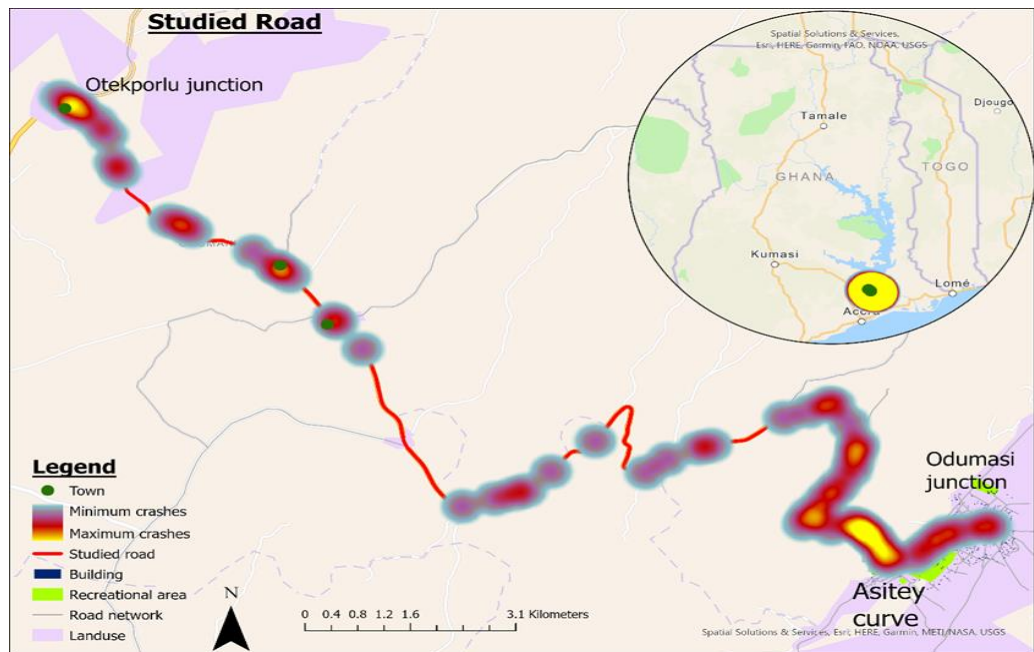 Studied Road
Otekporlu junction
Spatial Solutions & Services,
Esri, HERE, Garmin, FAO, NOAA, USGS
Djougo
Tamale
GHANA
TOGO
Kumasi
Lomé
Accra
Odumasi
junction
Asitey
curve
Legend
Town
Minimum crashes
Maximum crashes
Studied road
Building
Recreational area
Road network
Landuse
N
0 0.4 0.8 1.2 1.6 3.1 Kilometers
Spatial Solutions & Services, Esri, HERE, Garmin, METI/NASA, USGS